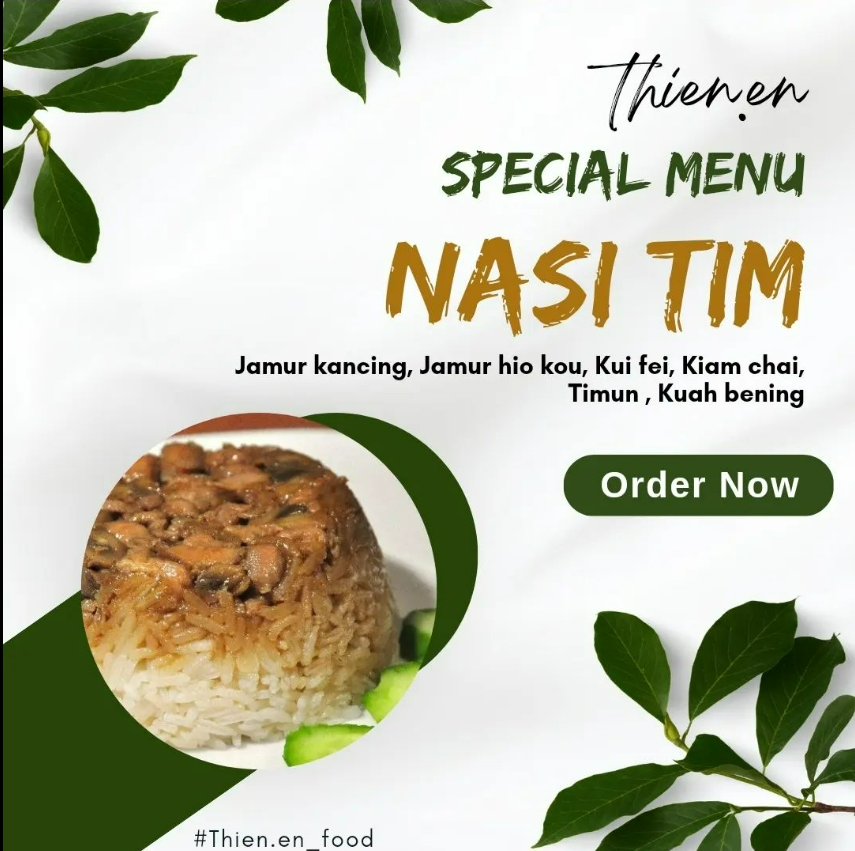 Thien.en
SPECIAL MENU
NASI TIM
Jamur kancing, Jamur hio kou, Kui fei, Kiam chai,
Timun , Kuah bening
Order Now
#Thien.en_food